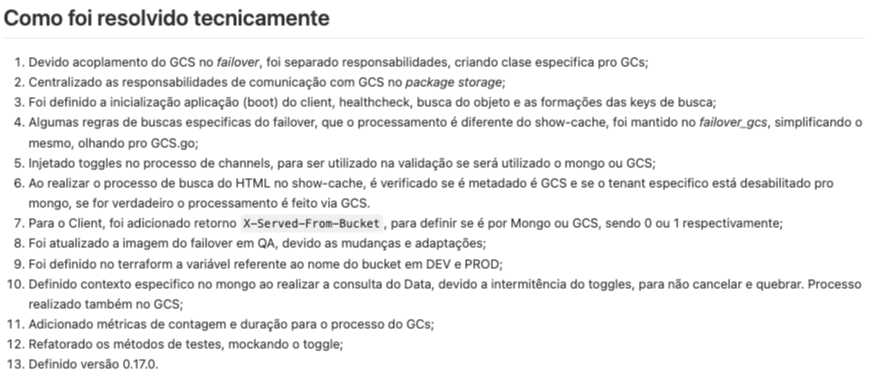 Como foi resolvido tecnicamente
1. Devido acoplamento do GCS no failover, foi separado responsabilidades, criando clase especifica pro GCs;
2. Centralizado as responsabilidades de comunicação com GCS no package storage;
3. Foi definido a inicialização aplicação (boot) do client, healthcheck, busca do objeto e as formações das keys de busca;
4. Algumas regras de buscas especificas do failover, que o processamento é diferente do show-cache, foi mantido no failover_gcs, simplificando o
mesmo, olhando pro GCS.go;
5. Injetado toggles no processo de channels, para ser utilizado na validação se será utilizado o mongo ou GCS;
6. Ao realizar o processo de busca do HTML no show-cache, é verificado se é metadado é GCS e se o tenant especifico está desabilitado pro
mongo, se for verdadeiro o processamento é feito via GCS.
7. Para o Client, foi adicionado retorno X-Served-From-Bucket, para definir se é por Mongo ou GCS, sendo 0 ou 1 respectivamente;
8. Foi atualizado a imagem do failover em QA, devido as mudanças e adaptações;
9. Foi definido no terraform a variável referente ao nome do bucket em DEV e PROD;
10. Definido contexto especifico no mongo ao realizar a consulta do Data, devido a intermitência do toggles, para não cancelar e quebrar. Processo
realizado também no GCS;
11. Adicionado métricas de contagem e duração para o processo do GCs;
12. Refatorado os métodos de testes, mockando o toggle;
13. Definido versão 0.17.0.